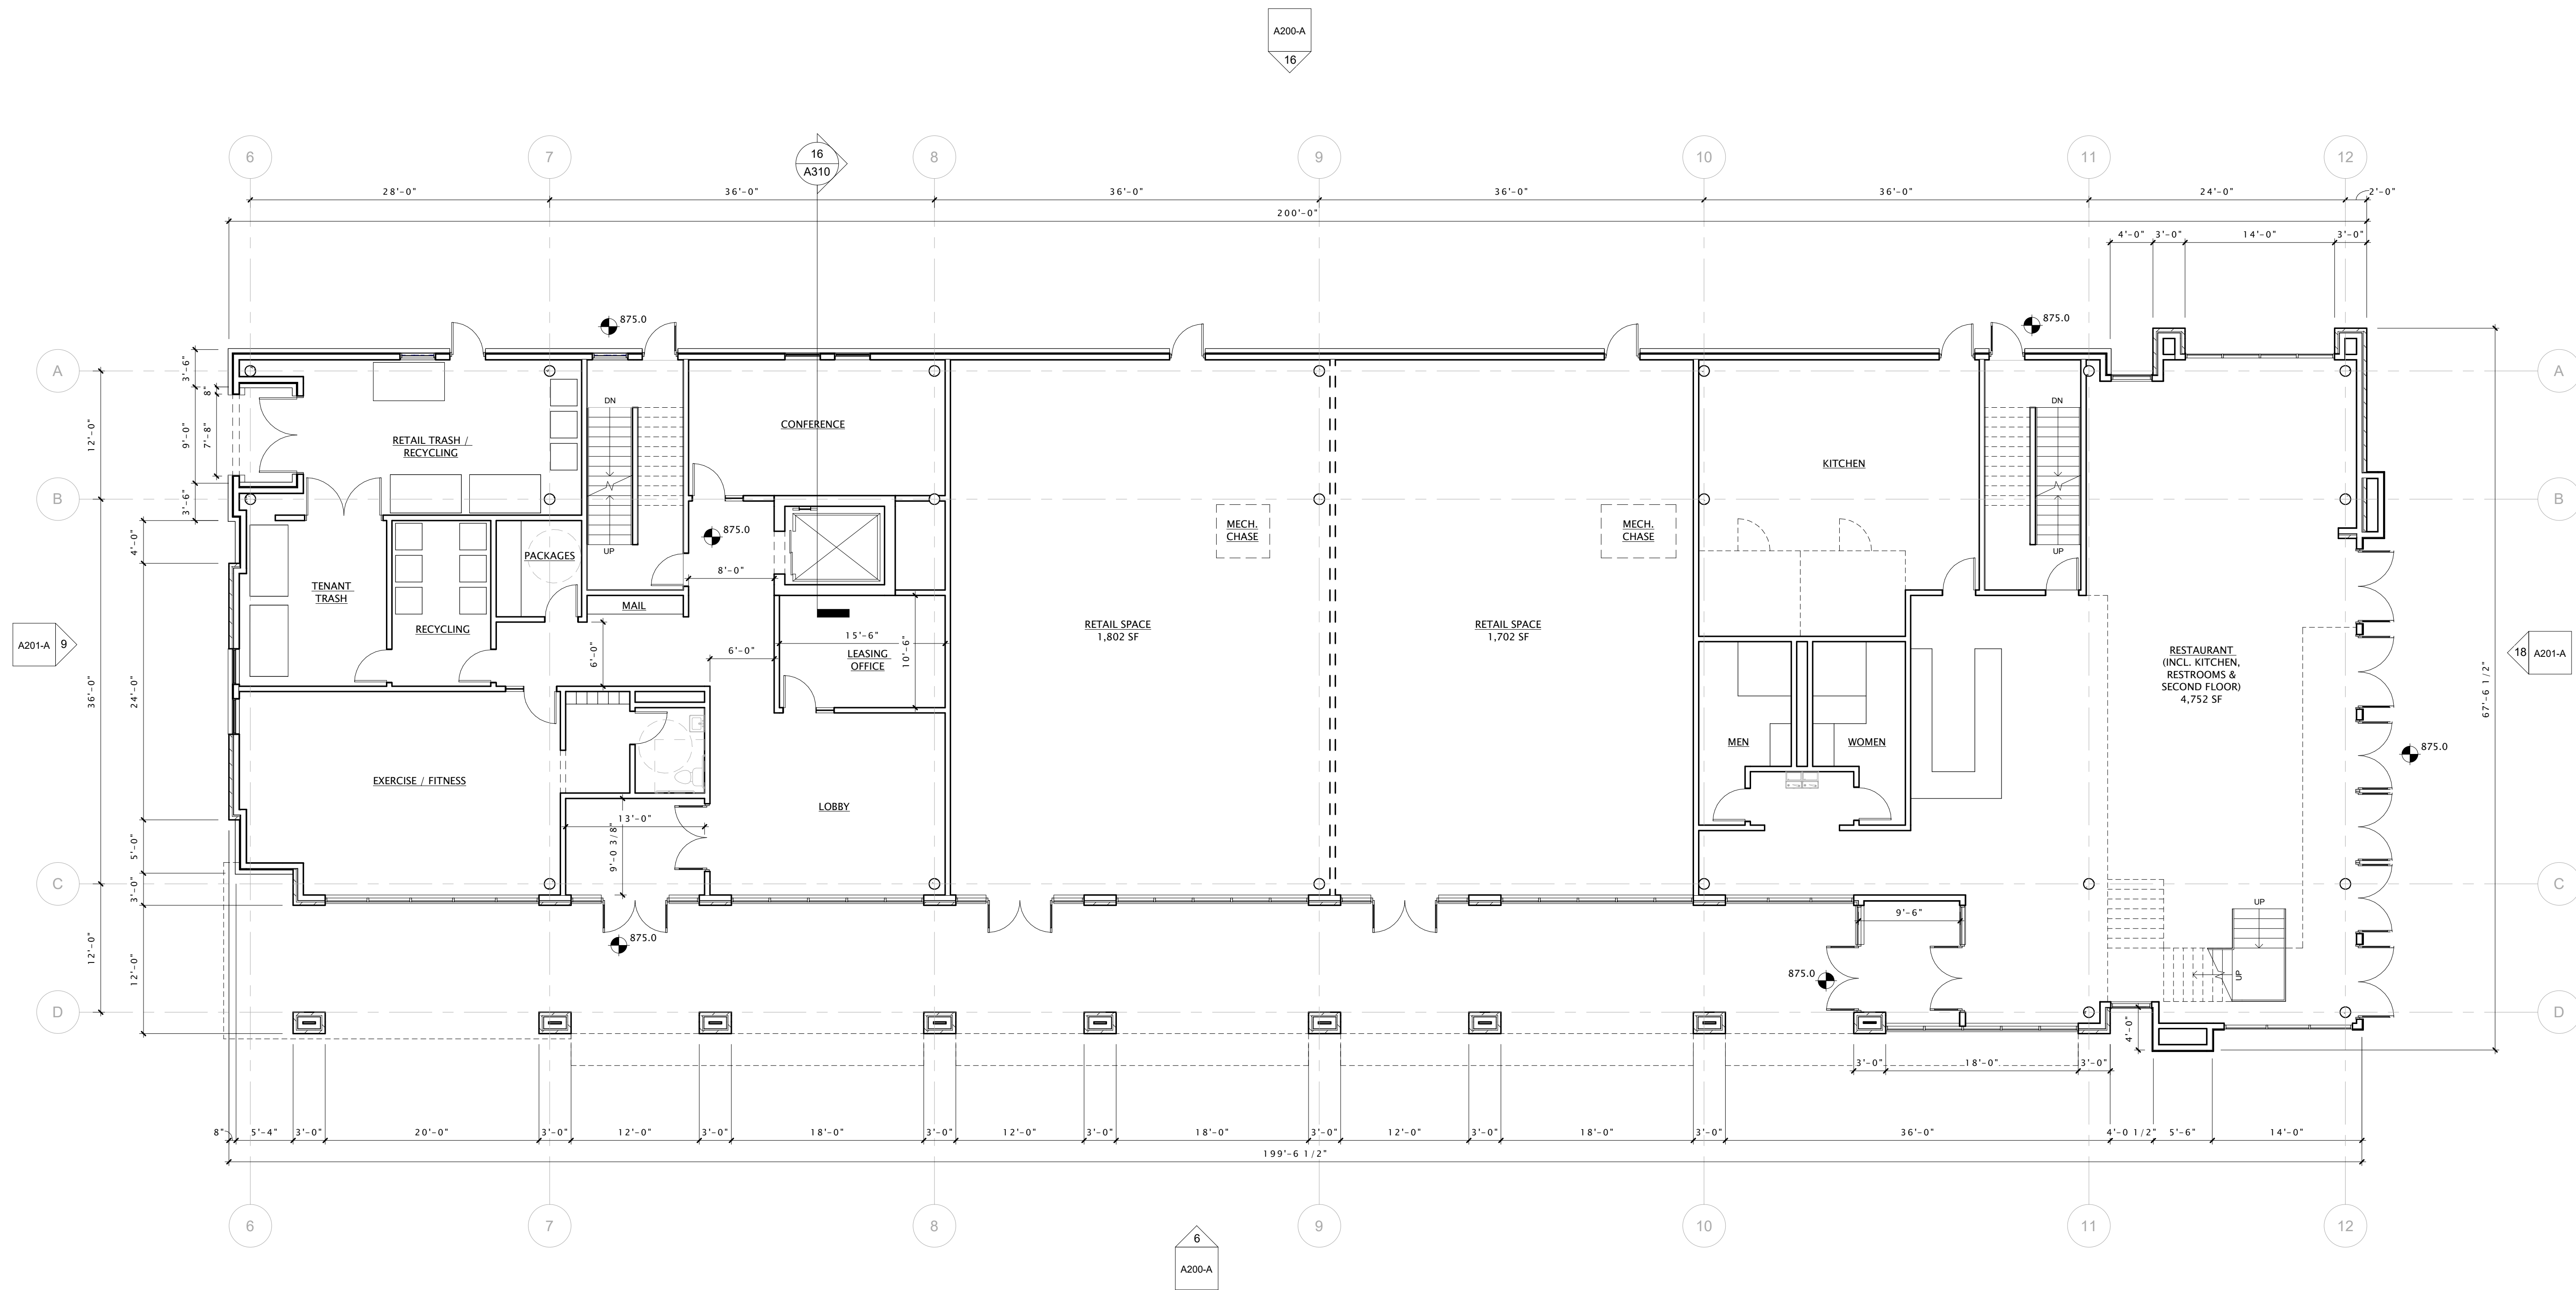 A200-A
16
6
7
16
A310
8
9
10
11
12
28'-0"
36'-0"
36'-0"
36'-0"
36'-0"
24'-0"
2'-0"
200'-0"
4'-0"
3'-0"
14'-0"
3'-0"
875.0
875.0
A
A
3'-6"
8"
9'-0"
7'-8"
12'-0"
3'-6"
DN
DN
CONFERENCE
RETAIL TRASH /
RECYCLING
KITCHEN
B
B
MECH.
CHASE
MECH.
CHASE
875.0
4'-0"
UP
UP
PACKAGES
8'-0"
TENANT
TRASH
MAIL
RECYCLING
RETAIL SPACE
1,802 SF
RETAIL SPACE
1,702 SF
15'-6"
LEASING
OFFICE
10'-6"
6'-0"
6'-0"
A201-A
9
18
A201-A
RESTAURANT
(INCL. KITCHEN,
RESTROOMS &
SECOND FLOOR)
4,752 SF
36'-0"
24'-0"
67'-6 1/2"
MEN
WOMEN
875.0
EXERCISE / FITNESS
LOBBY
13'-0"
9'-0 3/8"
5'-0"
3'-0"
C
C
UP
9'-6"
875.0
12'-0"
12'-0"
875.0
UP
D
D
4'-0"
3'-0"
18'-0"
3'-0"
8"
5'-4"
3'-0"
20'-0"
3'-0"
12'-0"
3'-0"
18'-0"
3'-0"
12'-0"
3'-0"
18'-0"
3'-0"
12'-0"
3'-0"
18'-0"
3'-0"
36'-0"
4'-0 1/2"
5'-6"
14'-0"
199'-6 1/2"
6
7
8
9
10
11
12
6
A200-A